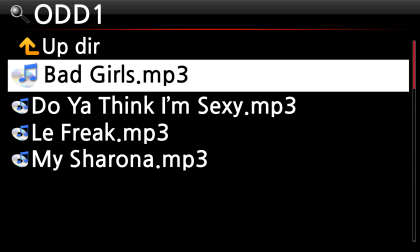 ODD1
Up dir
Bad Girls.mp3
Do Ya Think I'm Sexy.mp3
Le Freak.mp3
My Sharona.mp3